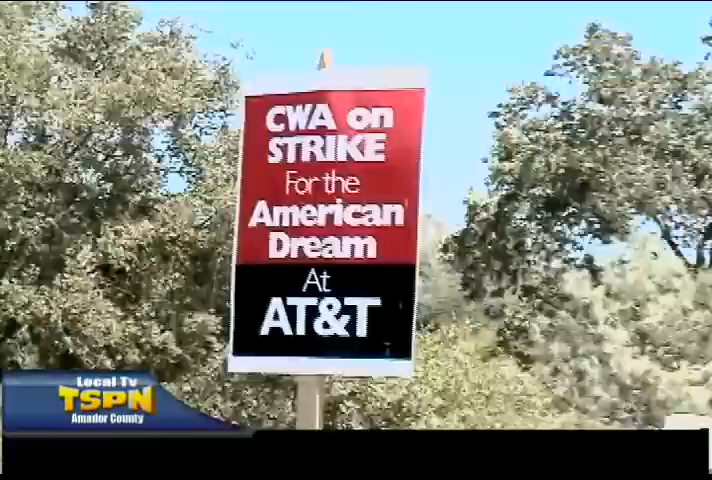 CWA on
STRIKE
For the
American
Dream
At
AT&T
Local Tv
TSPN
Amador County